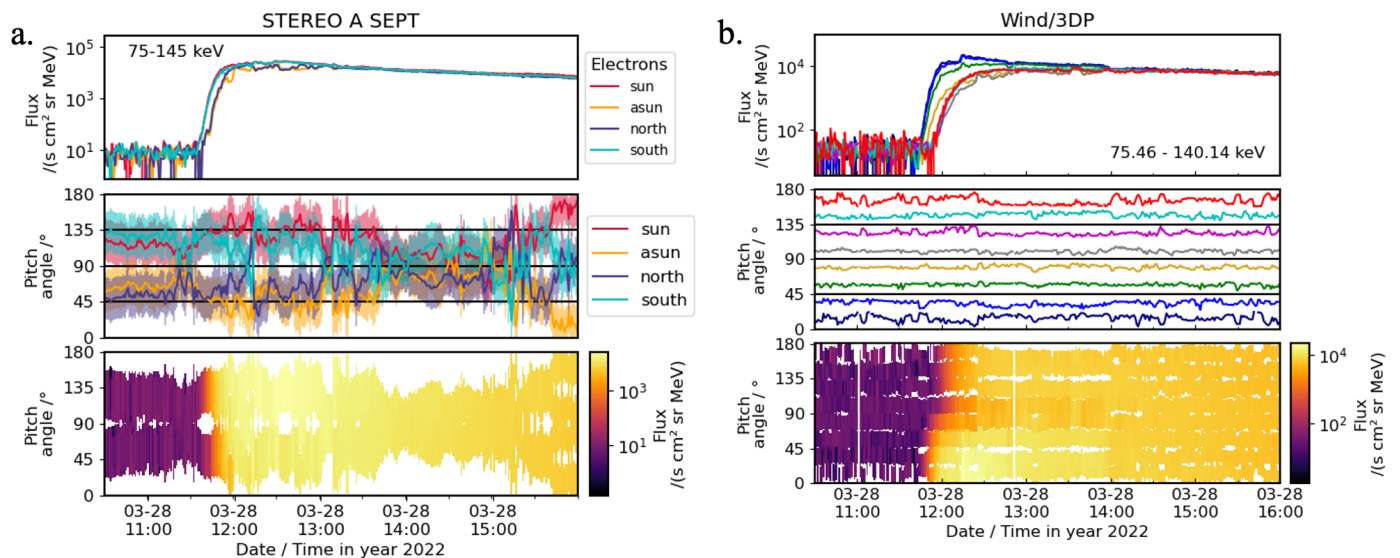 a.
STEREO A SEPT
75-145 keV
10⁵
10³
10¹
Flux
/(s cm² sr MeV)
Electrons
sun
asun
north
south
180
135
90
45
0
Pitch
angle /°
sun
asun
north
south
180
135
90
45
0
Pitch
angle /°
10³
10¹
Flux
/(s cm² sr MeV)
03-28 03-28 03-28 03-28 03-28
11:00 12:00 13:00 14:00 15:00
Date / Time in year 2022
b.
Wind/3DP
10⁴
10²
Flux
/(s cm² sr MeV)
75.46 - 140.14 keV
180
135
90
45
0
Pitch
angle / °
180
135
90
45
0
Pitch
angle / °
10⁴
10²
Flux
/(s cm² sr MeV)
03-28 03-28 03-28 03-28 03-28 03-28
11:00 12:00 13:00 14:00 15:00 16:00
Date / Time in year 2022